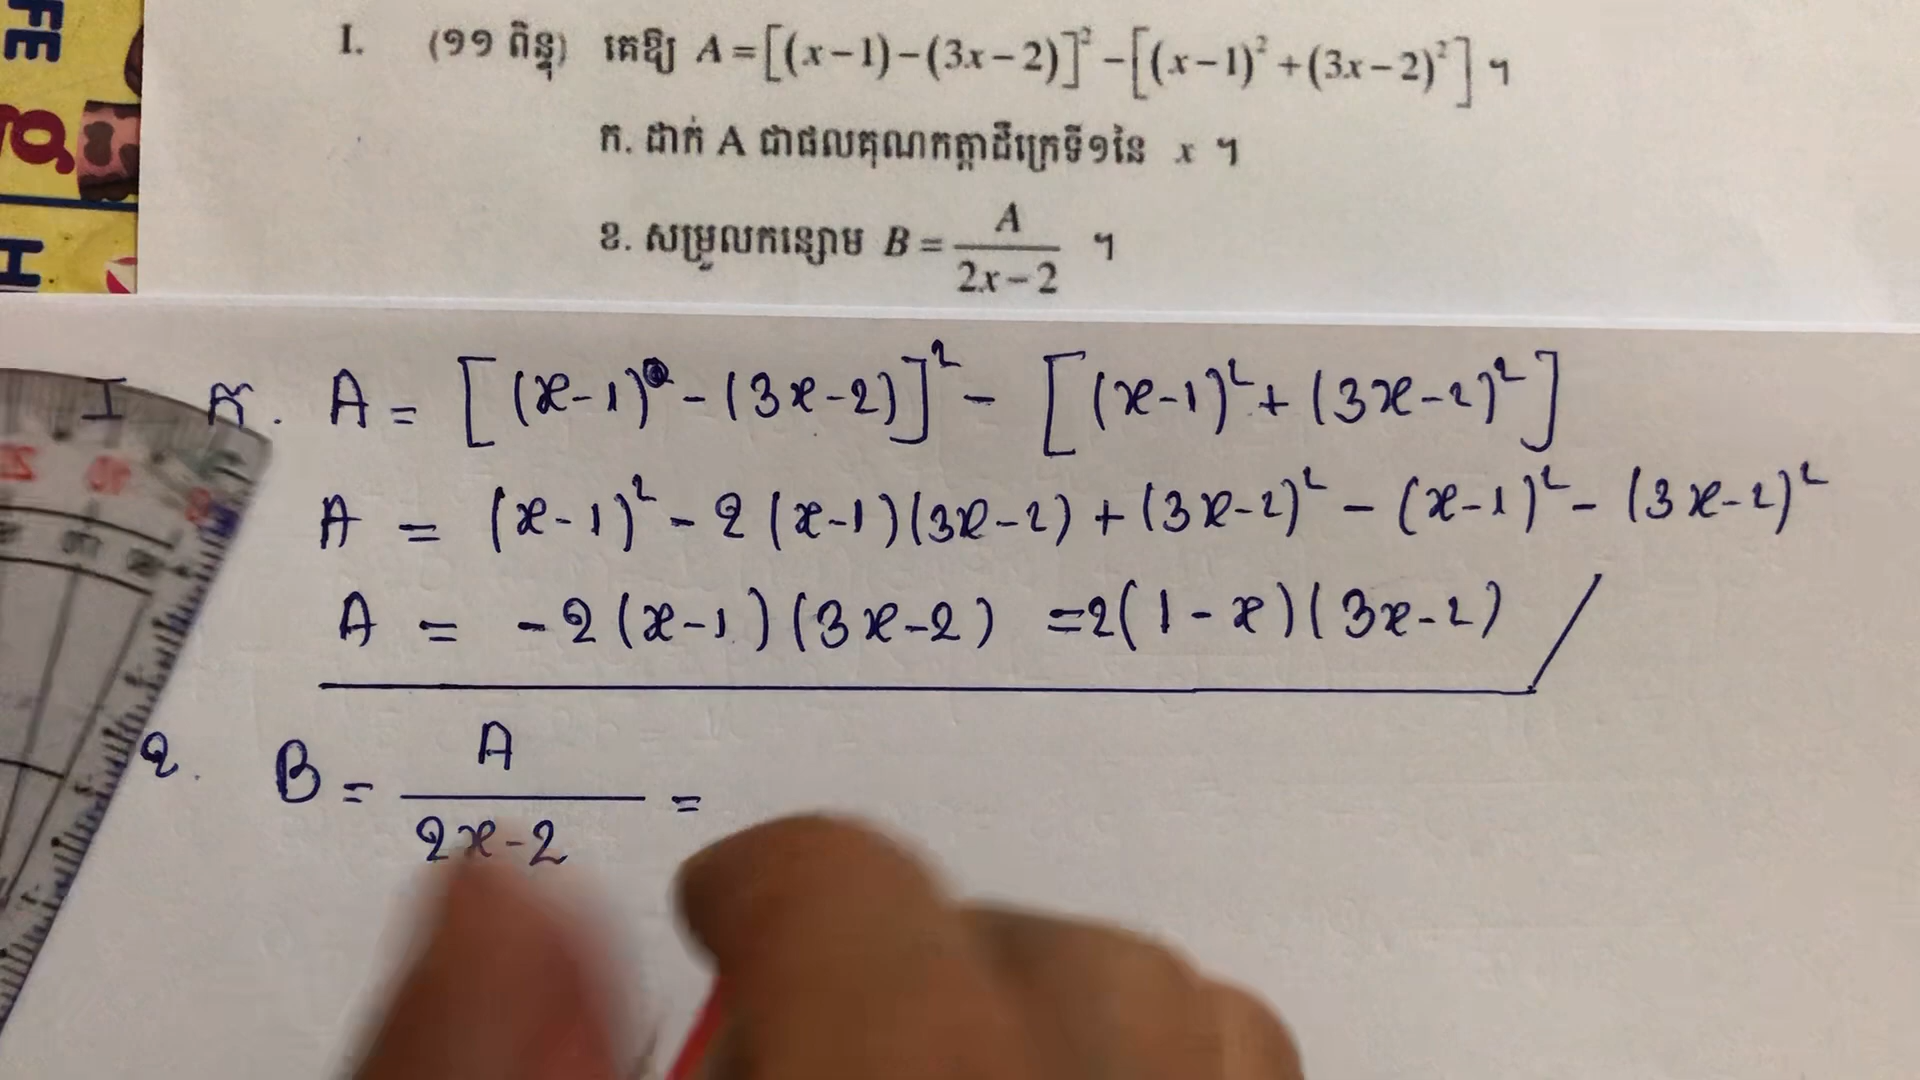 FE
g
H
I. (១១ ពិន្ទុ) គេឱ្យ A = [(x−1)−(3x−2)]² − [(x−1)² + (3x−2)²] ។
ក. ដាក់ A ជាផលគុណកត្តាដឺក្រេទី១នៃ x ។
ខ. សម្រួលកន្សោម B = A / (2x−2) ។
I ក. A = [(x-1) - (3x-2)]² - [(x-1)² + (3x-2)²]
A = (x-1)² - 2(x-1)(3x-2) + (3x-2)² - (x-1)² - (3x-2)²
A = -2(x-1)(3x-2) = 2(1-x)(3x-2)
ខ. B = A / (2x-2) =